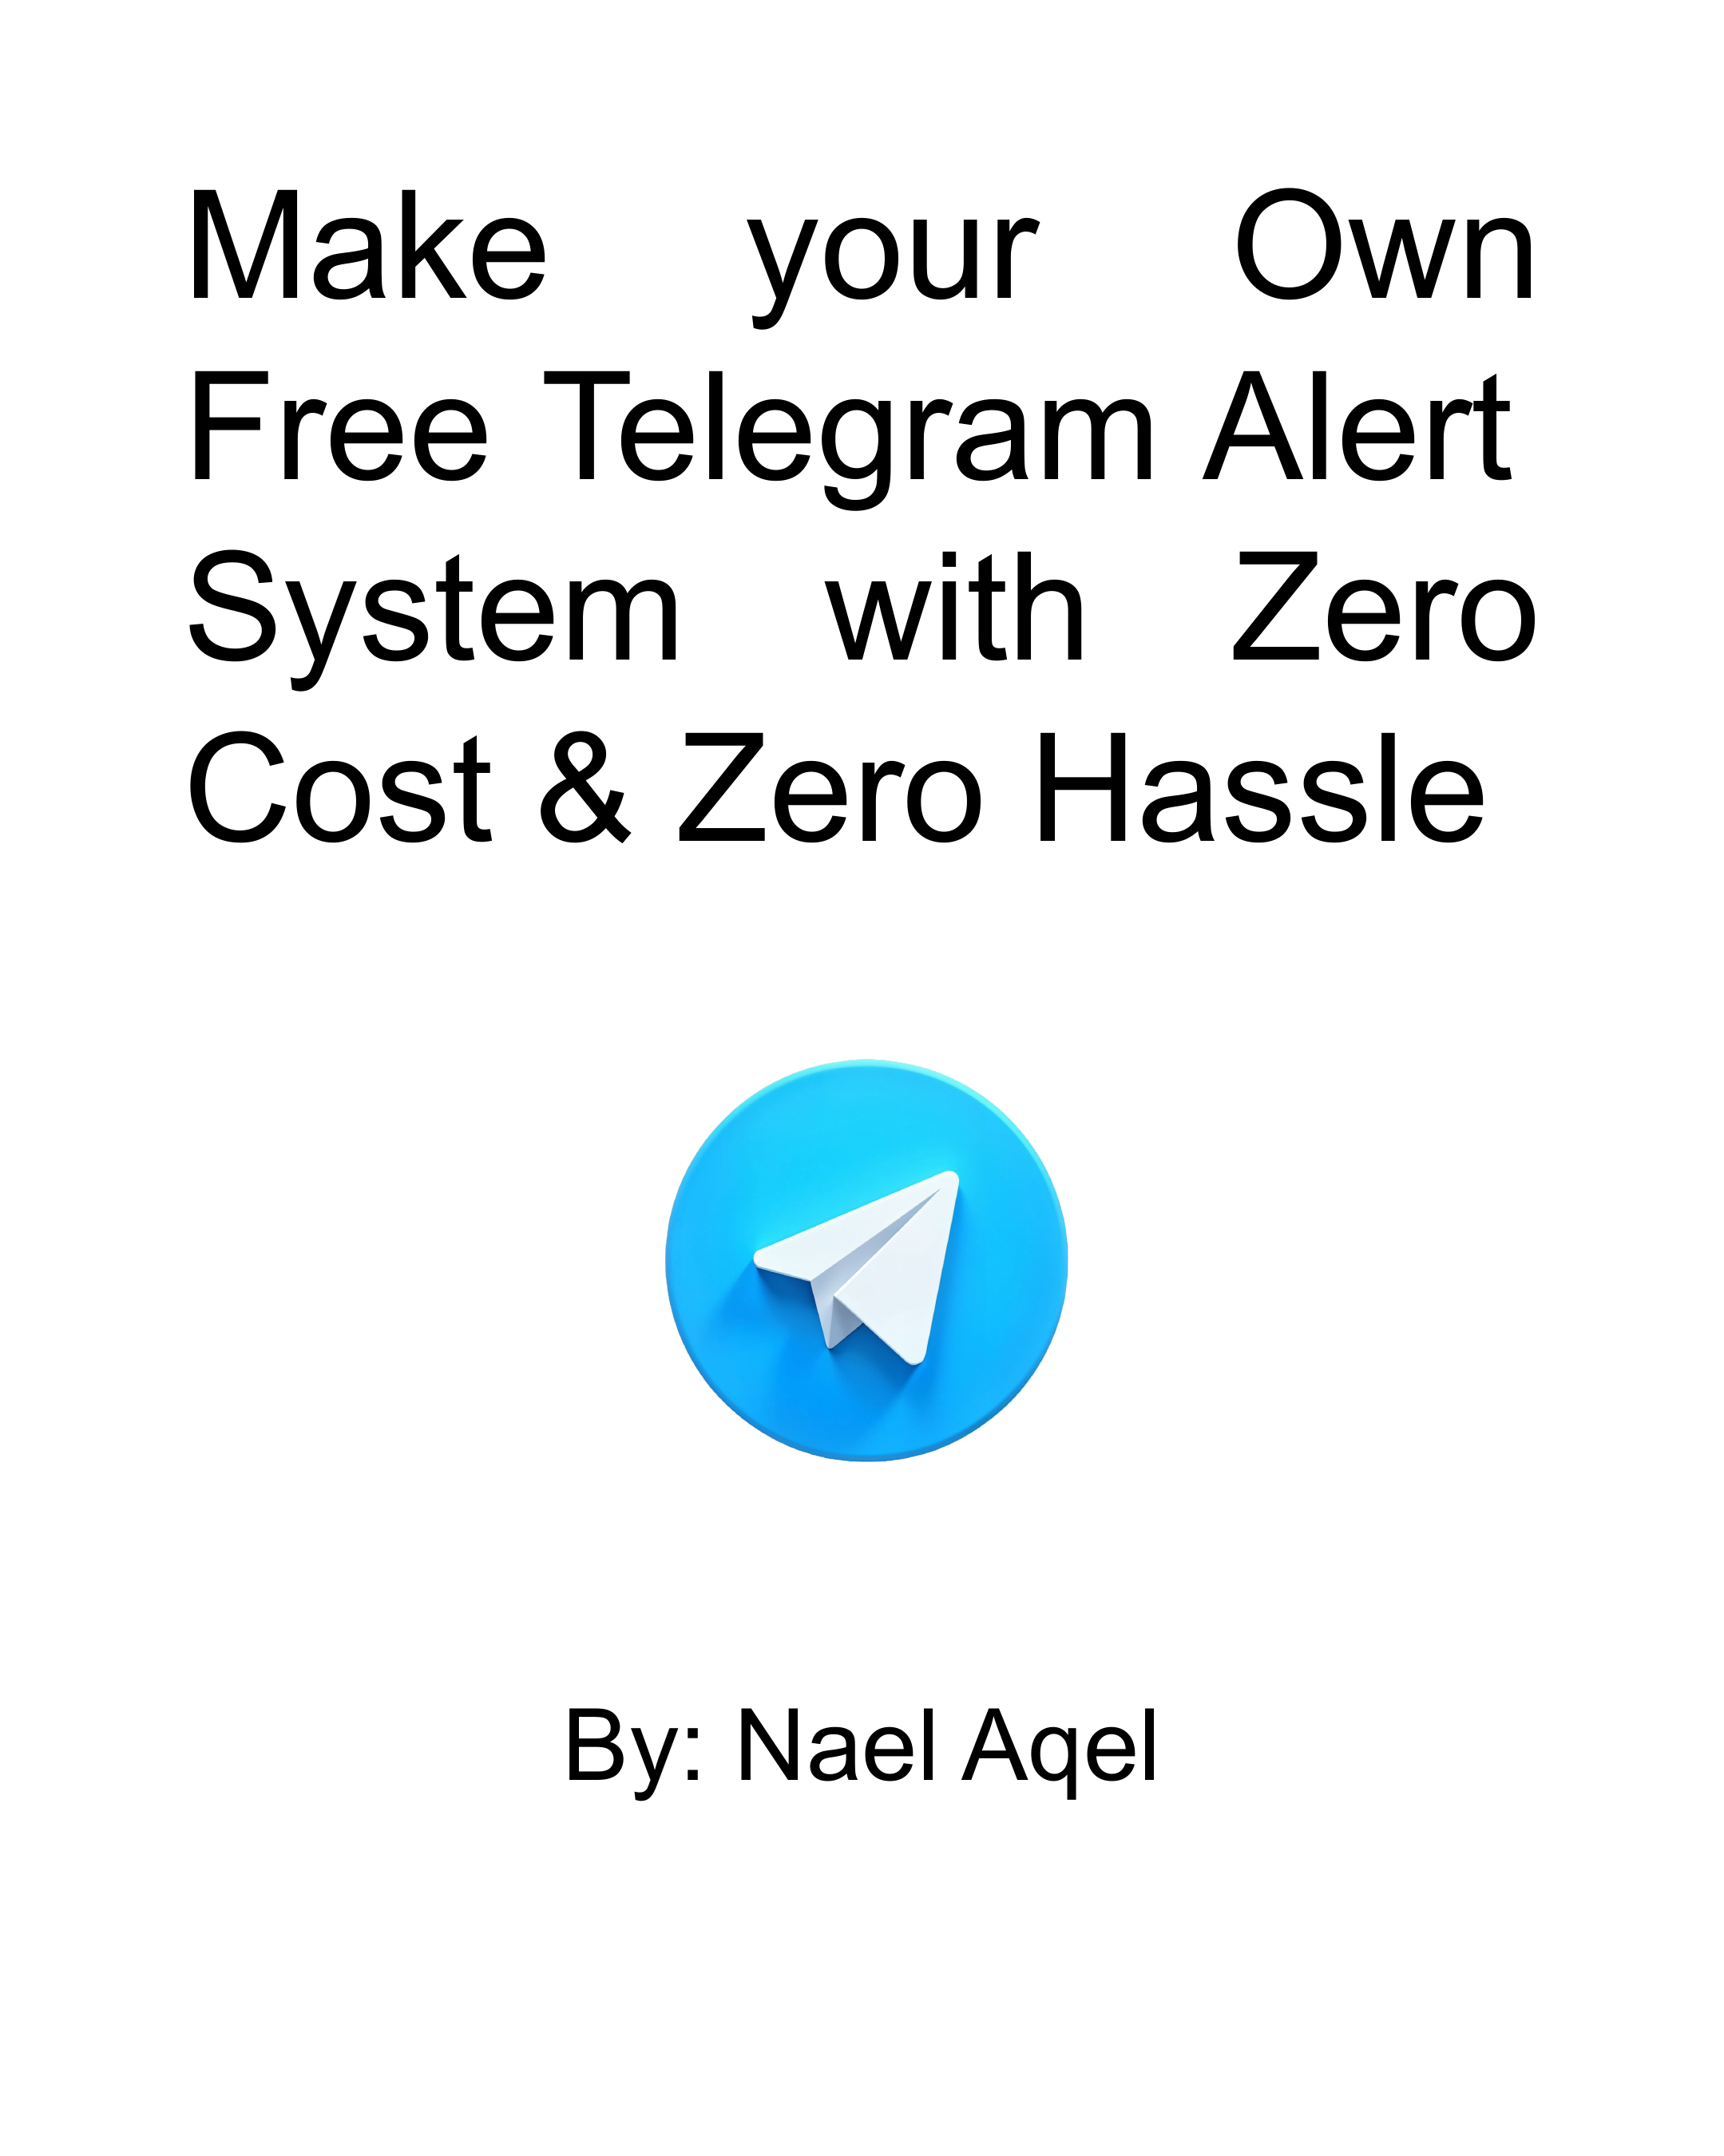 Make your Own
Free Telegram Alert
System with Zero
Cost & Zero Hassle
By: Nael Aqel